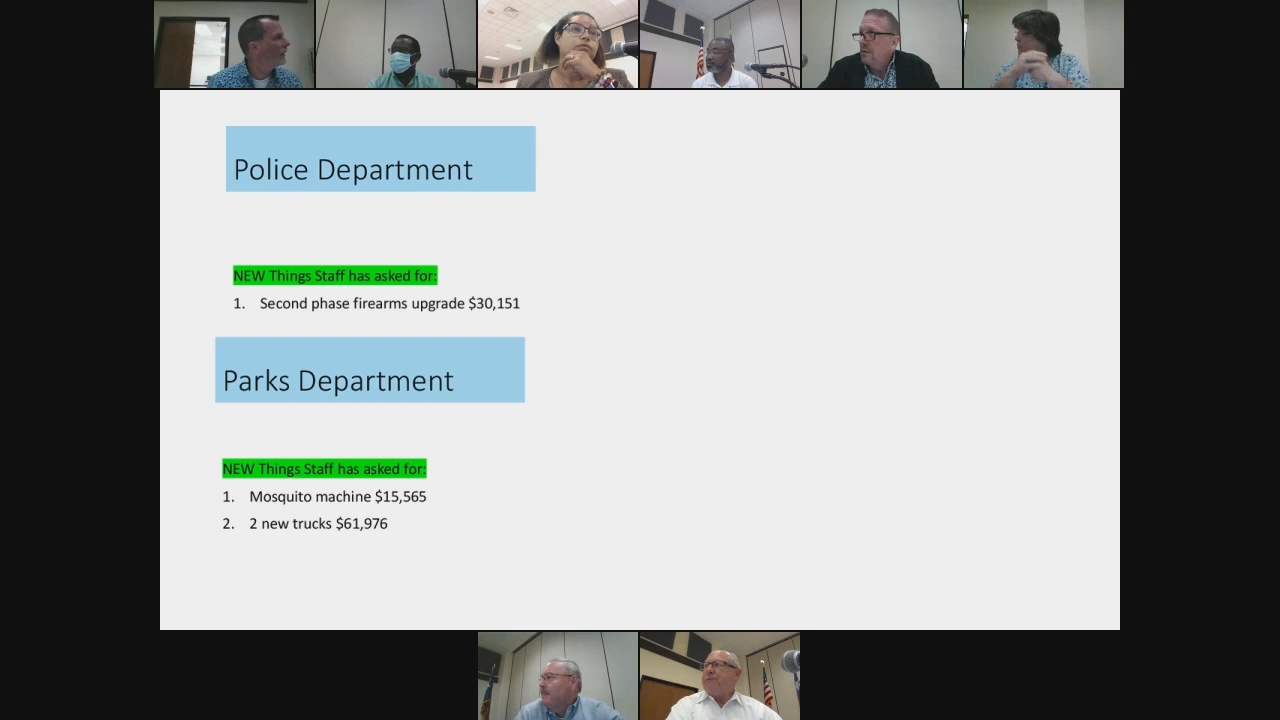 Police Department
NEW Things Staff has asked for:
1. Second phase firearms upgrade $30,151
Parks Department
NEW Things Staff has asked for:
1. Mosquito machine $15,565
2. 2 new trucks $61,976